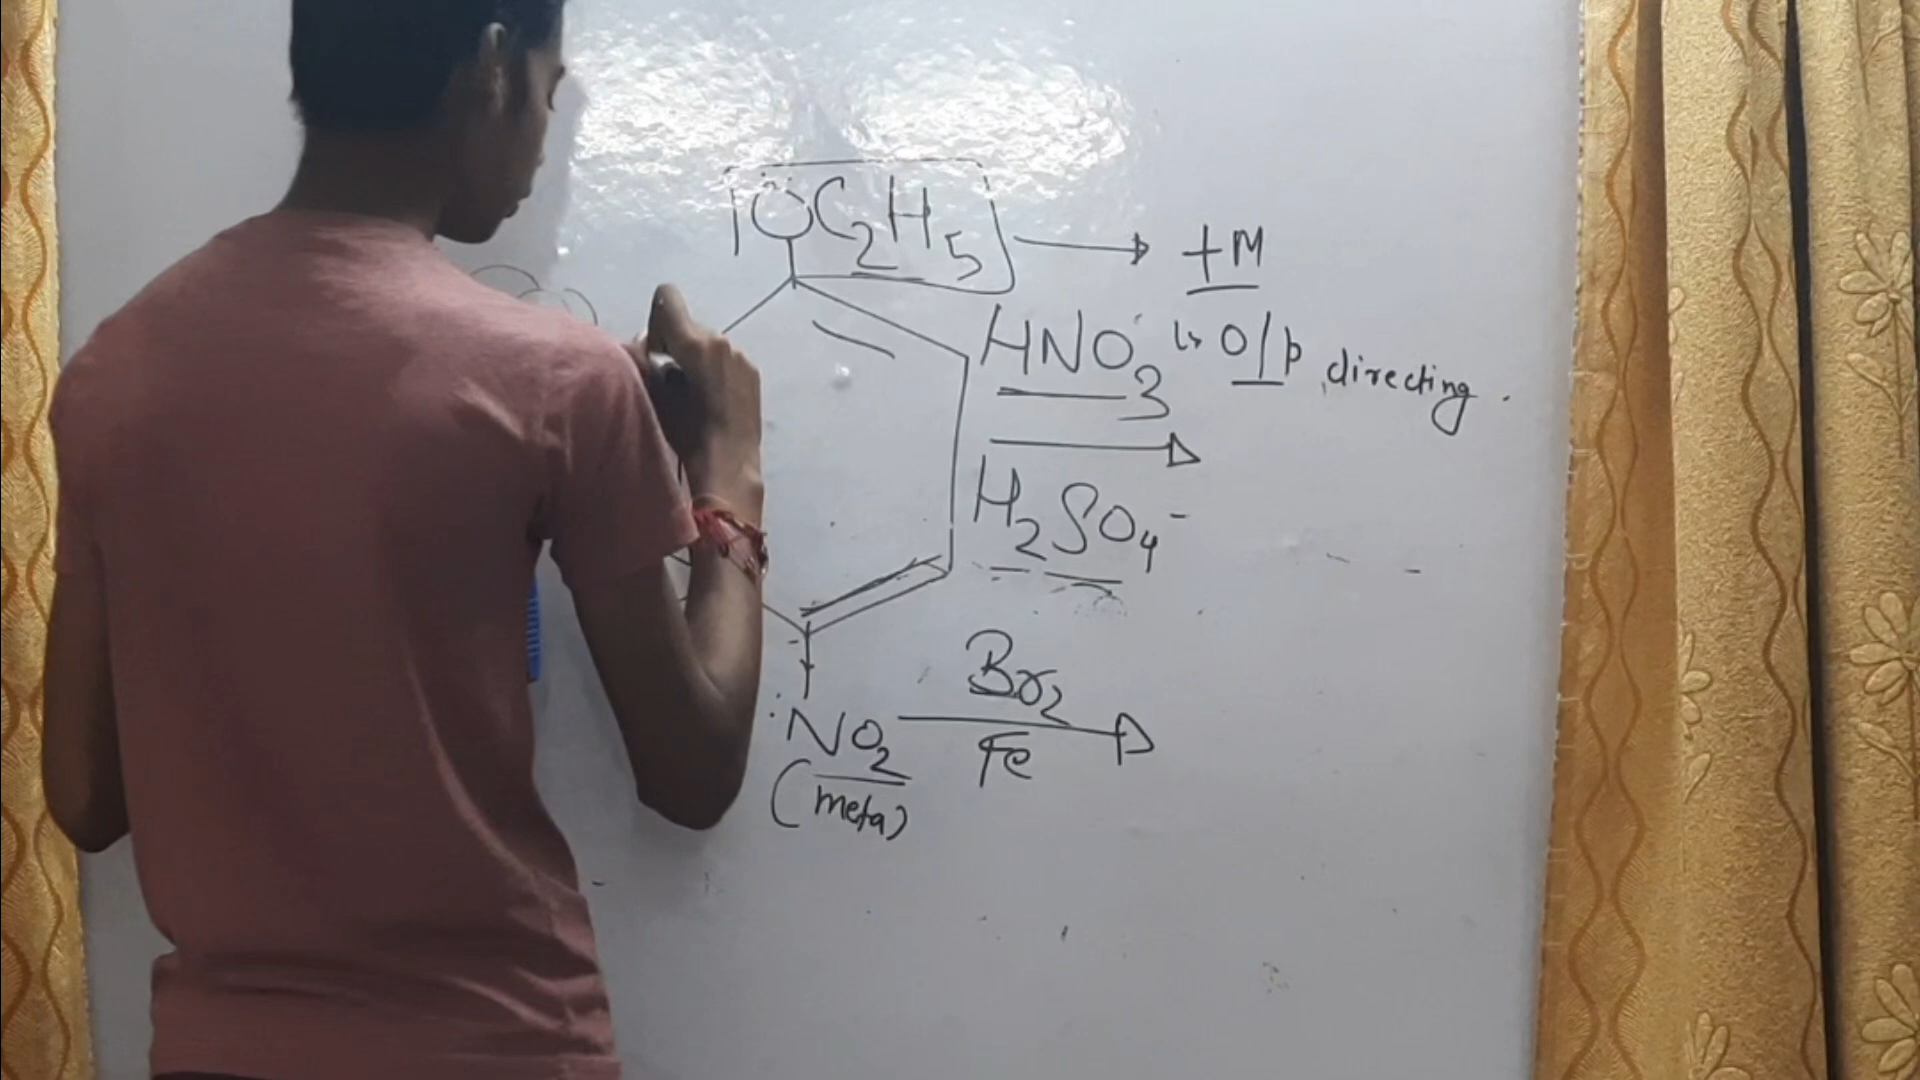 :ÖC2H5 → +M
HNO3 ↳ O/p directing.
H2SO4
Br2
NO2
Fe
(meta)